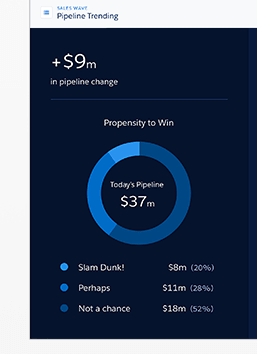 SALES WAVE
Pipeline Trending
+$9m
in pipeline change
Propensity to Win
Today's Pipeline
$37m
Slam Dunk! $8m (20%)
Perhaps $11m (28%)
Not a chance $18m (52%)